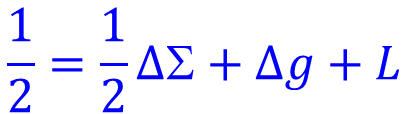 1/2 = 1/2 ΔΣ + Δg + L